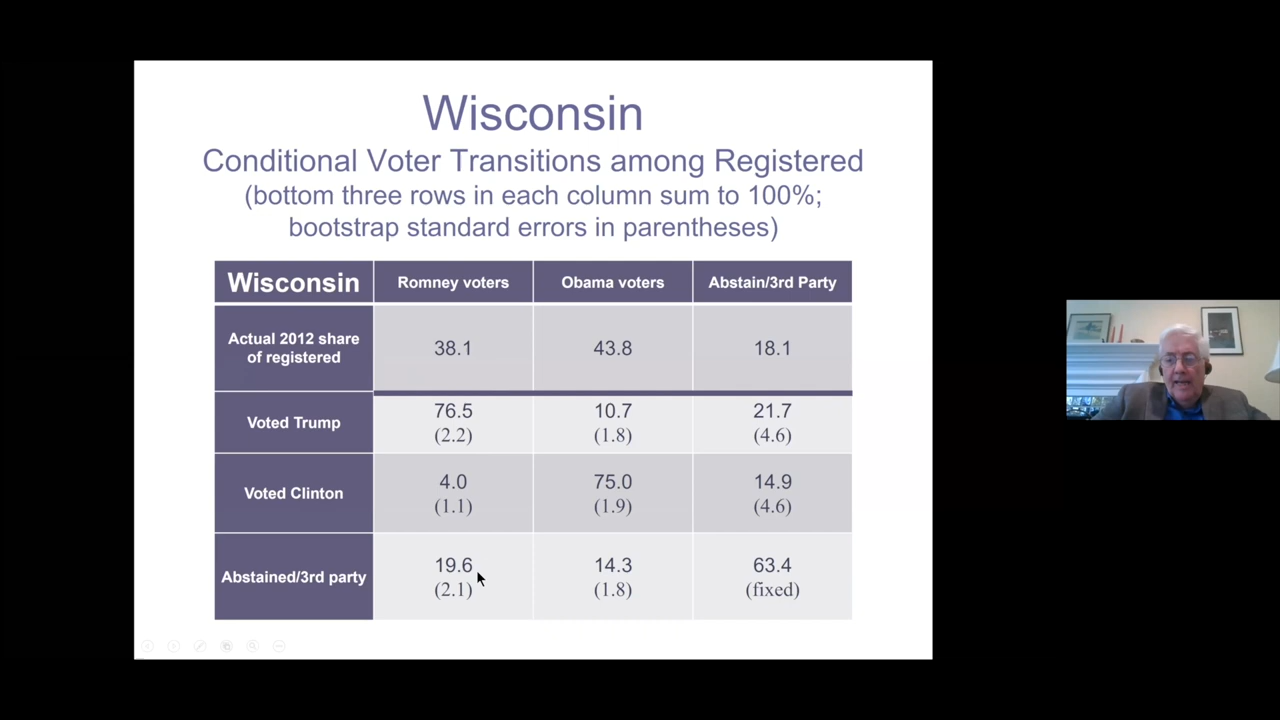 Wisconsin
Conditional Voter Transitions among Registered
(bottom three rows in each column sum to 100%;
bootstrap standard errors in parentheses)
Wisconsin Romney voters Obama voters Abstain/3rd Party
Actual 2012 share
of registered 38.1 43.8 18.1
Voted Trump 76.5 10.7 21.7
(2.2) (1.8) (4.6)
Voted Clinton 4.0 75.0 14.9
(1.1) (1.9) (4.6)
Abstained/3rd party 19.6 14.3 63.4
(2.1) (1.8) (fixed)